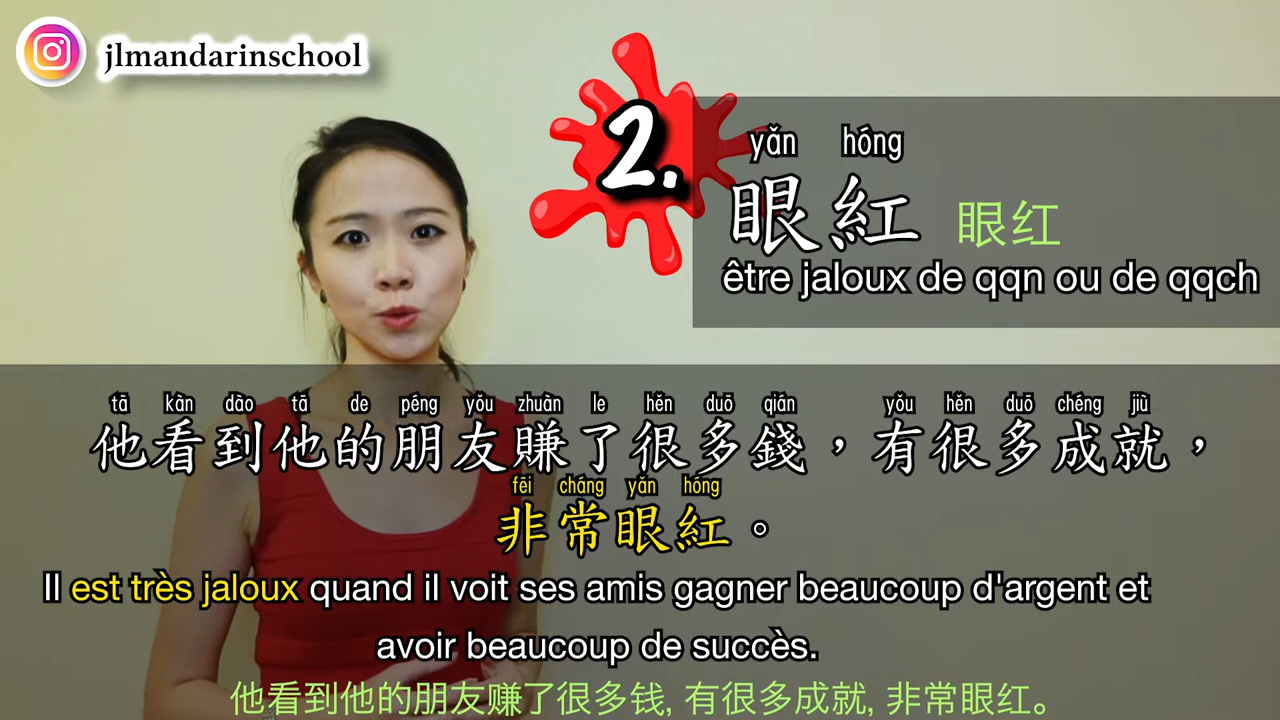 jlmandarinschool
2.
yǎn hóng
眼紅 眼红
être jaloux de qqn ou de qqch
tā kàn dào tā de péng yǒu zhuàn le hěn duō qián yǒu hěn duō chéng jiù
他看到他的朋友賺了很多錢，有很多成就，
fēi cháng yǎn hóng
非常眼紅。
Il est très jaloux quand il voit ses amis gagner beaucoup d'argent et
avoir beaucoup de succès.
他看到他的朋友赚了很多钱, 有很多成就, 非常眼红。